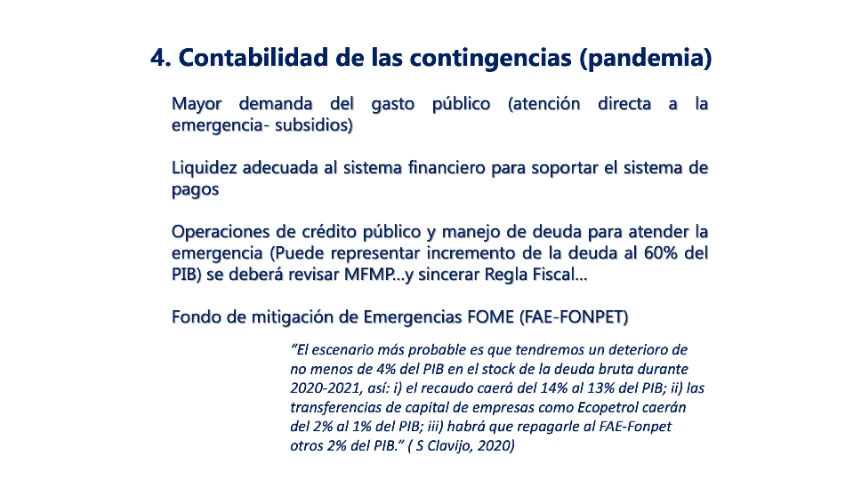 4. Contabilidad de las contingencias (pandemia)
Mayor demanda del gasto público (atención directa a la
emergencia- subsidios)
Liquidez adecuada al sistema financiero para soportar el sistema de
pagos
Operaciones de crédito público y manejo de deuda para atender la
emergencia (Puede representar incremento de la deuda al 60% del
PIB) se deberá revisar MFMP...y sincerar Regla Fiscal...
Fondo de mitigación de Emergencias FOME (FAE-FONPET)
"El escenario más probable es que tendremos un deterioro de
no menos de 4% del PIB en el stock de la deuda bruta durante
2020-2021, así: i) el recaudo caerá del 14% al 13% del PIB; ii) las
transferencias de capital de empresas como Ecopetrol caerán
del 2% al 1% del PIB; iii) habrá que repagarle al FAE-Fonpet
otros 2% del PIB." ( S Clavijo, 2020)